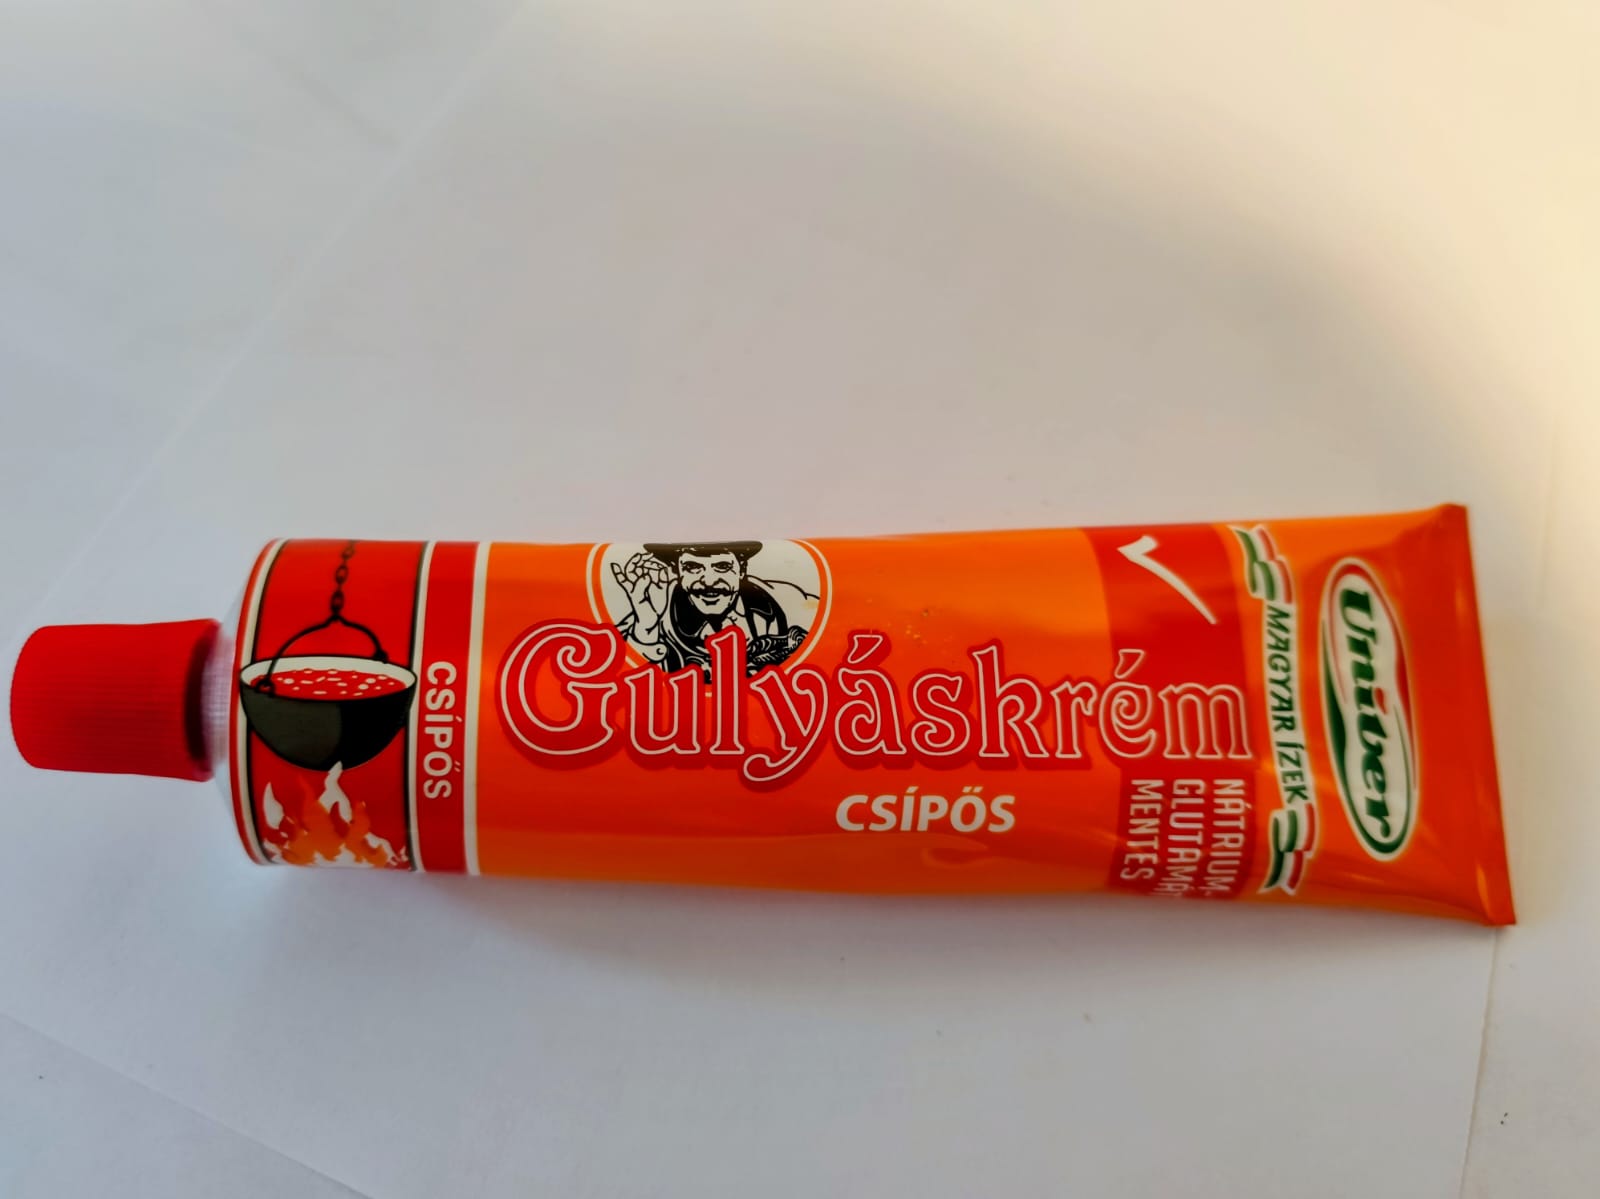 CSÍPŐS
Gulyáskrém
CSÍPŐS
NÁTRIUM-
GLUTAMÁT
MENTES
MAGYAR ÍZEK
Univer